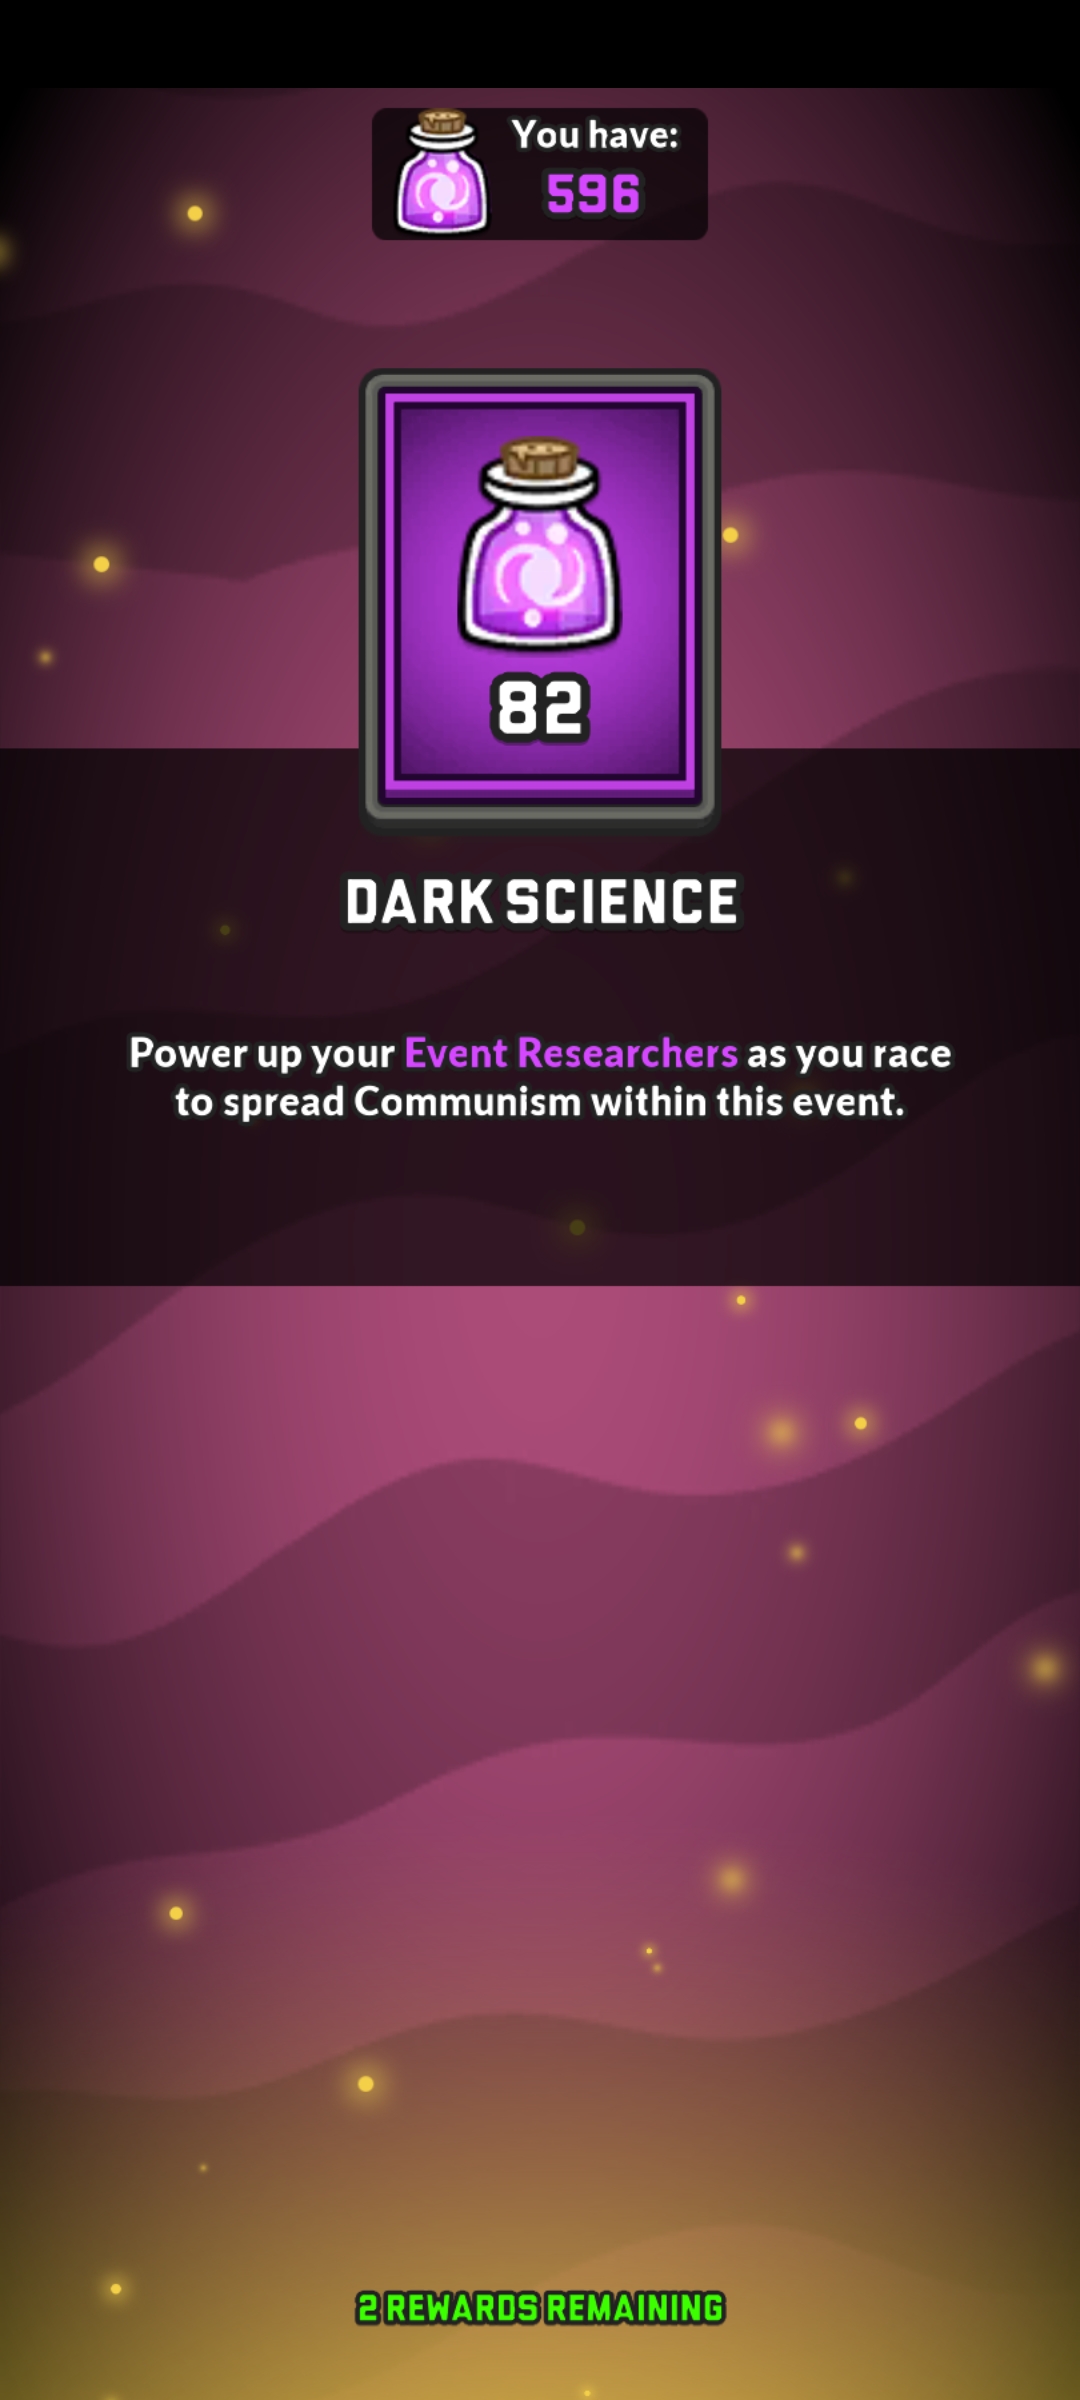 You have:
596
82
DARK SCIENCE
Power up your Event Researchers as you race
to spread Communism within this event.
2 REWARDS REMAINING